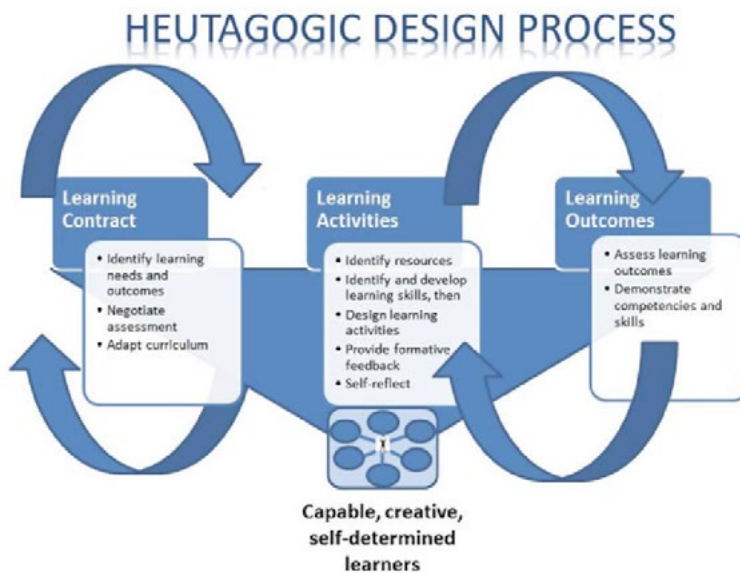 HEUTAGOGIC DESIGN PROCESS
Learning
Contract
• Identify learning
needs and
outcomes
• Negotiate
assessment
• Adapt curriculum
Learning
Activities
• Identify resources
• Identify and develop
learning skills, then
• Design learning
activities
• Provide formative
feedback
• Self-reflect
Learning
Outcomes
• Assess learning
outcomes
• Demonstrate
competencies and
skills
Capable, creative,
self-determined
learners